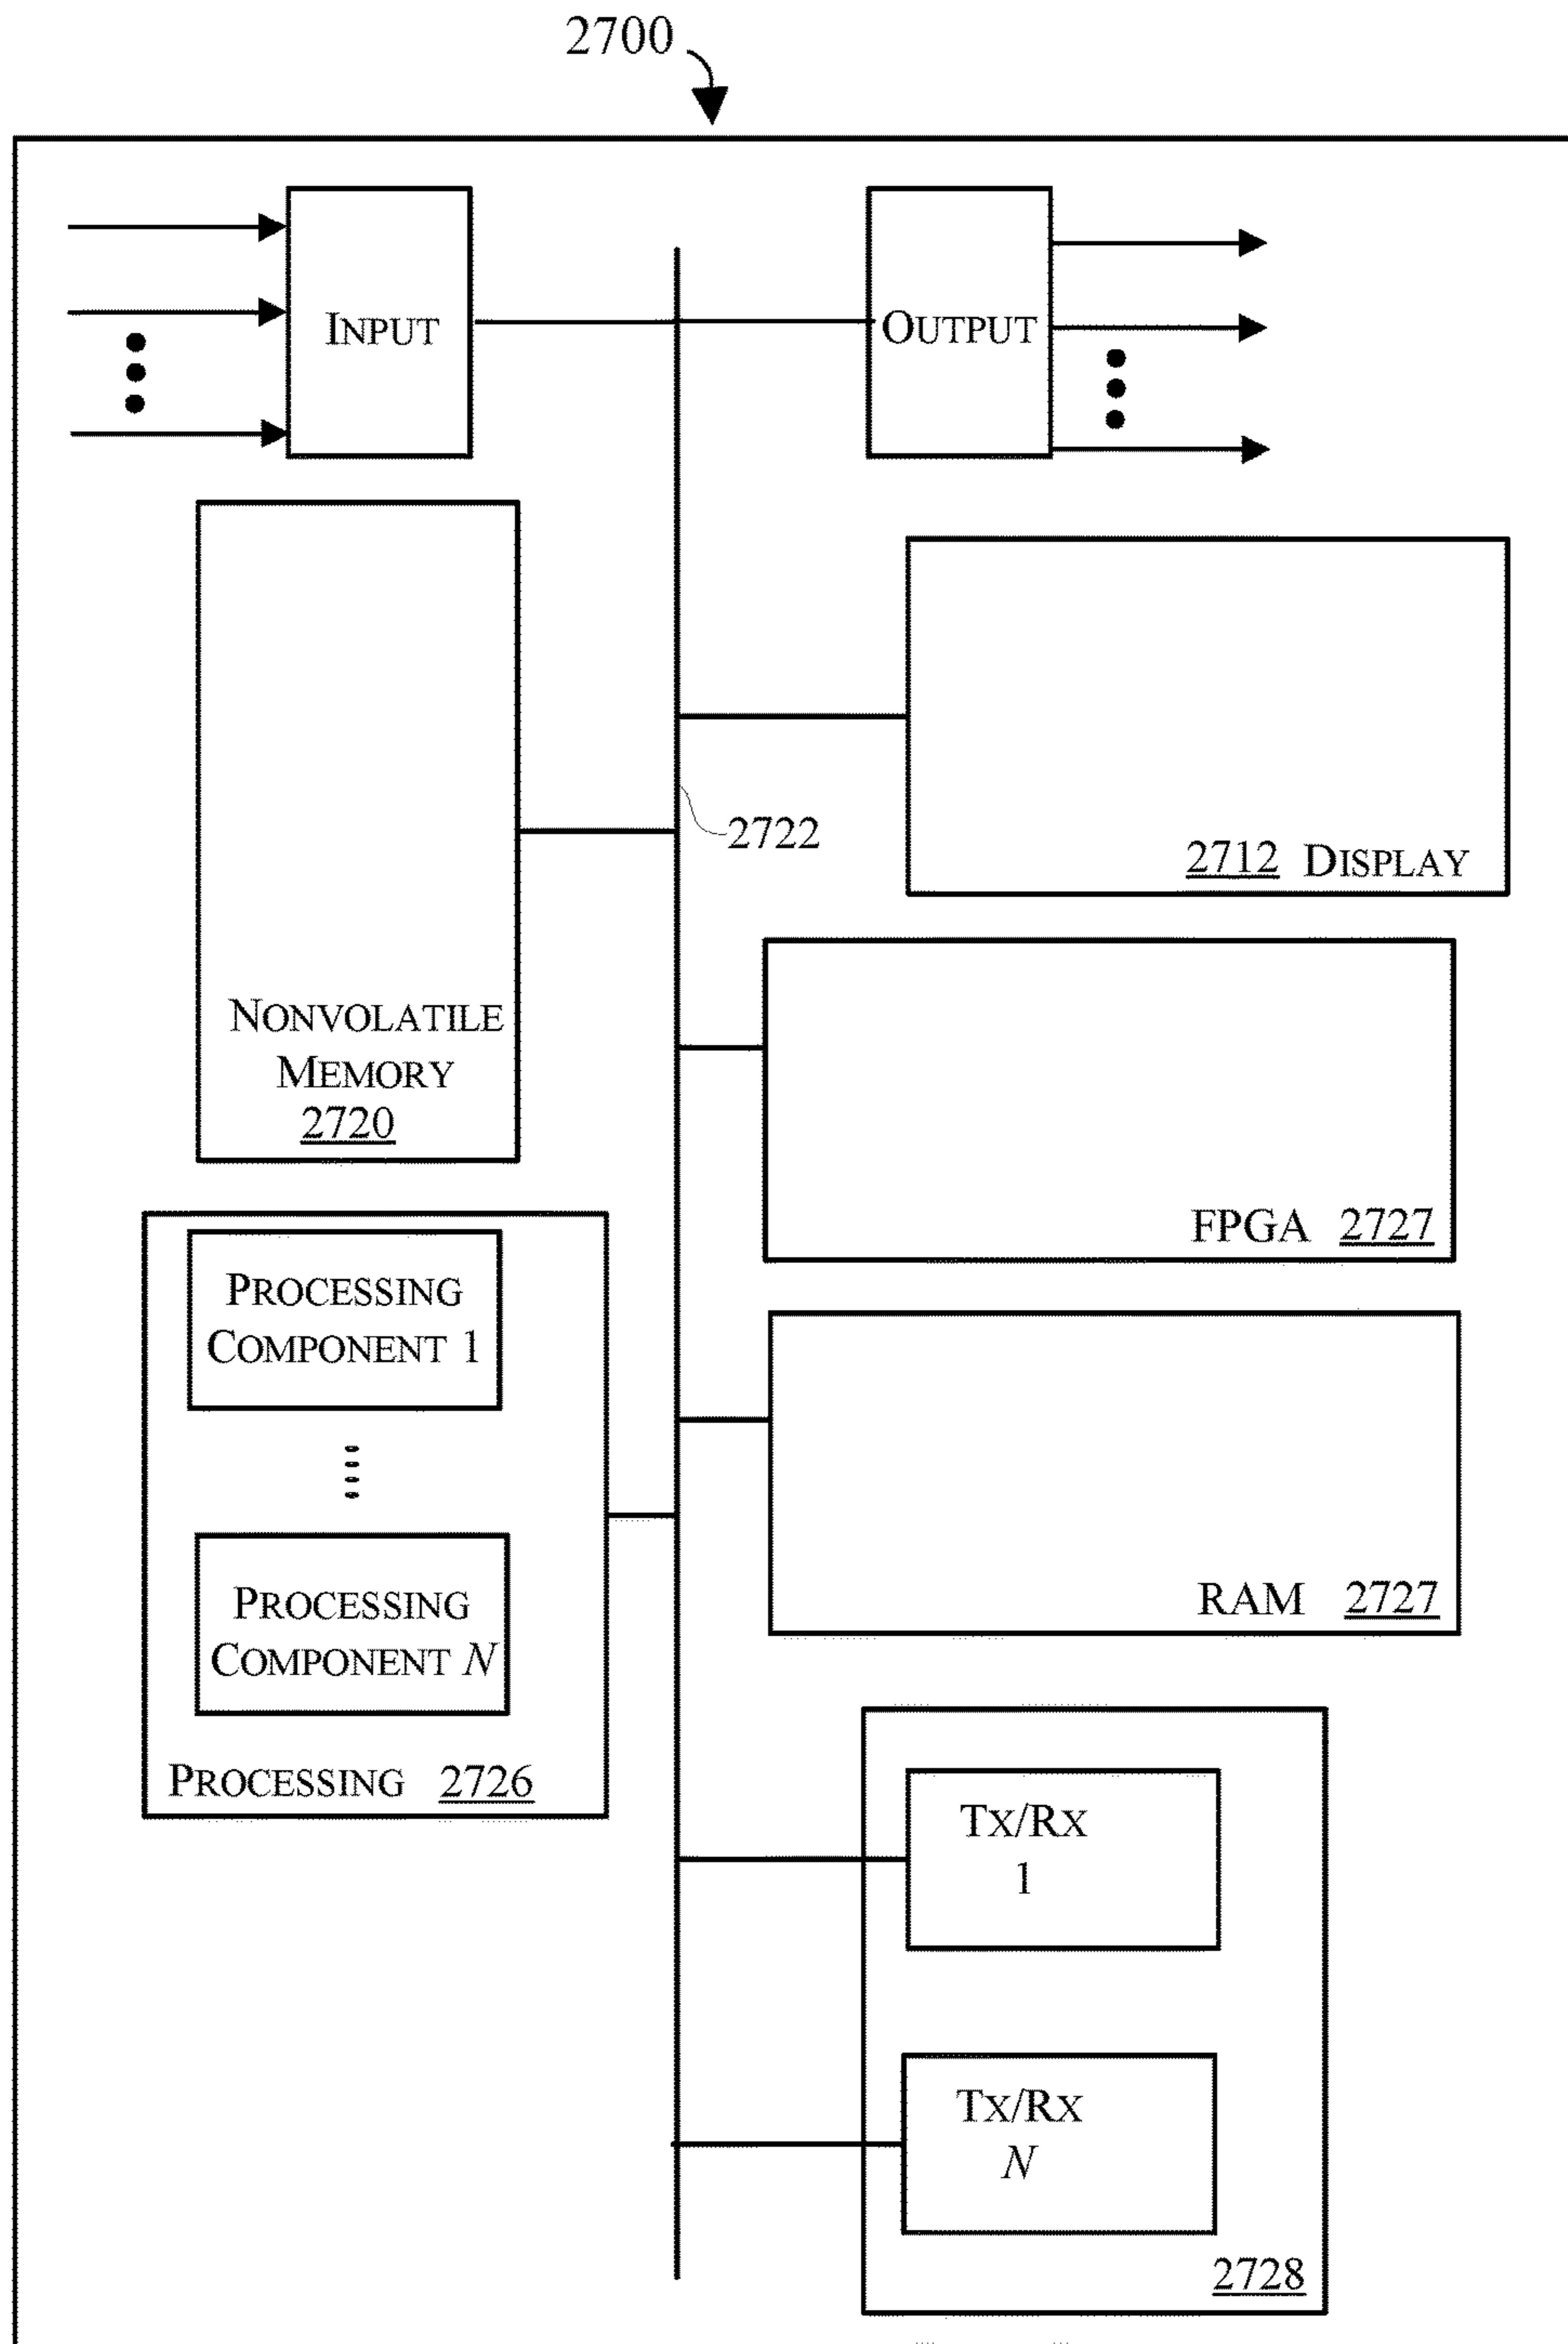 2700
INPUT
OUTPUT
2722
2712 DISPLAY
NONVOLATILE
MEMORY
2720
FPGA 2727
PROCESSING
COMPONENT 1
RAM 2727
PROCESSING
COMPONENT N
PROCESSING 2726
TX/RX
1
TX/RX
N
2728